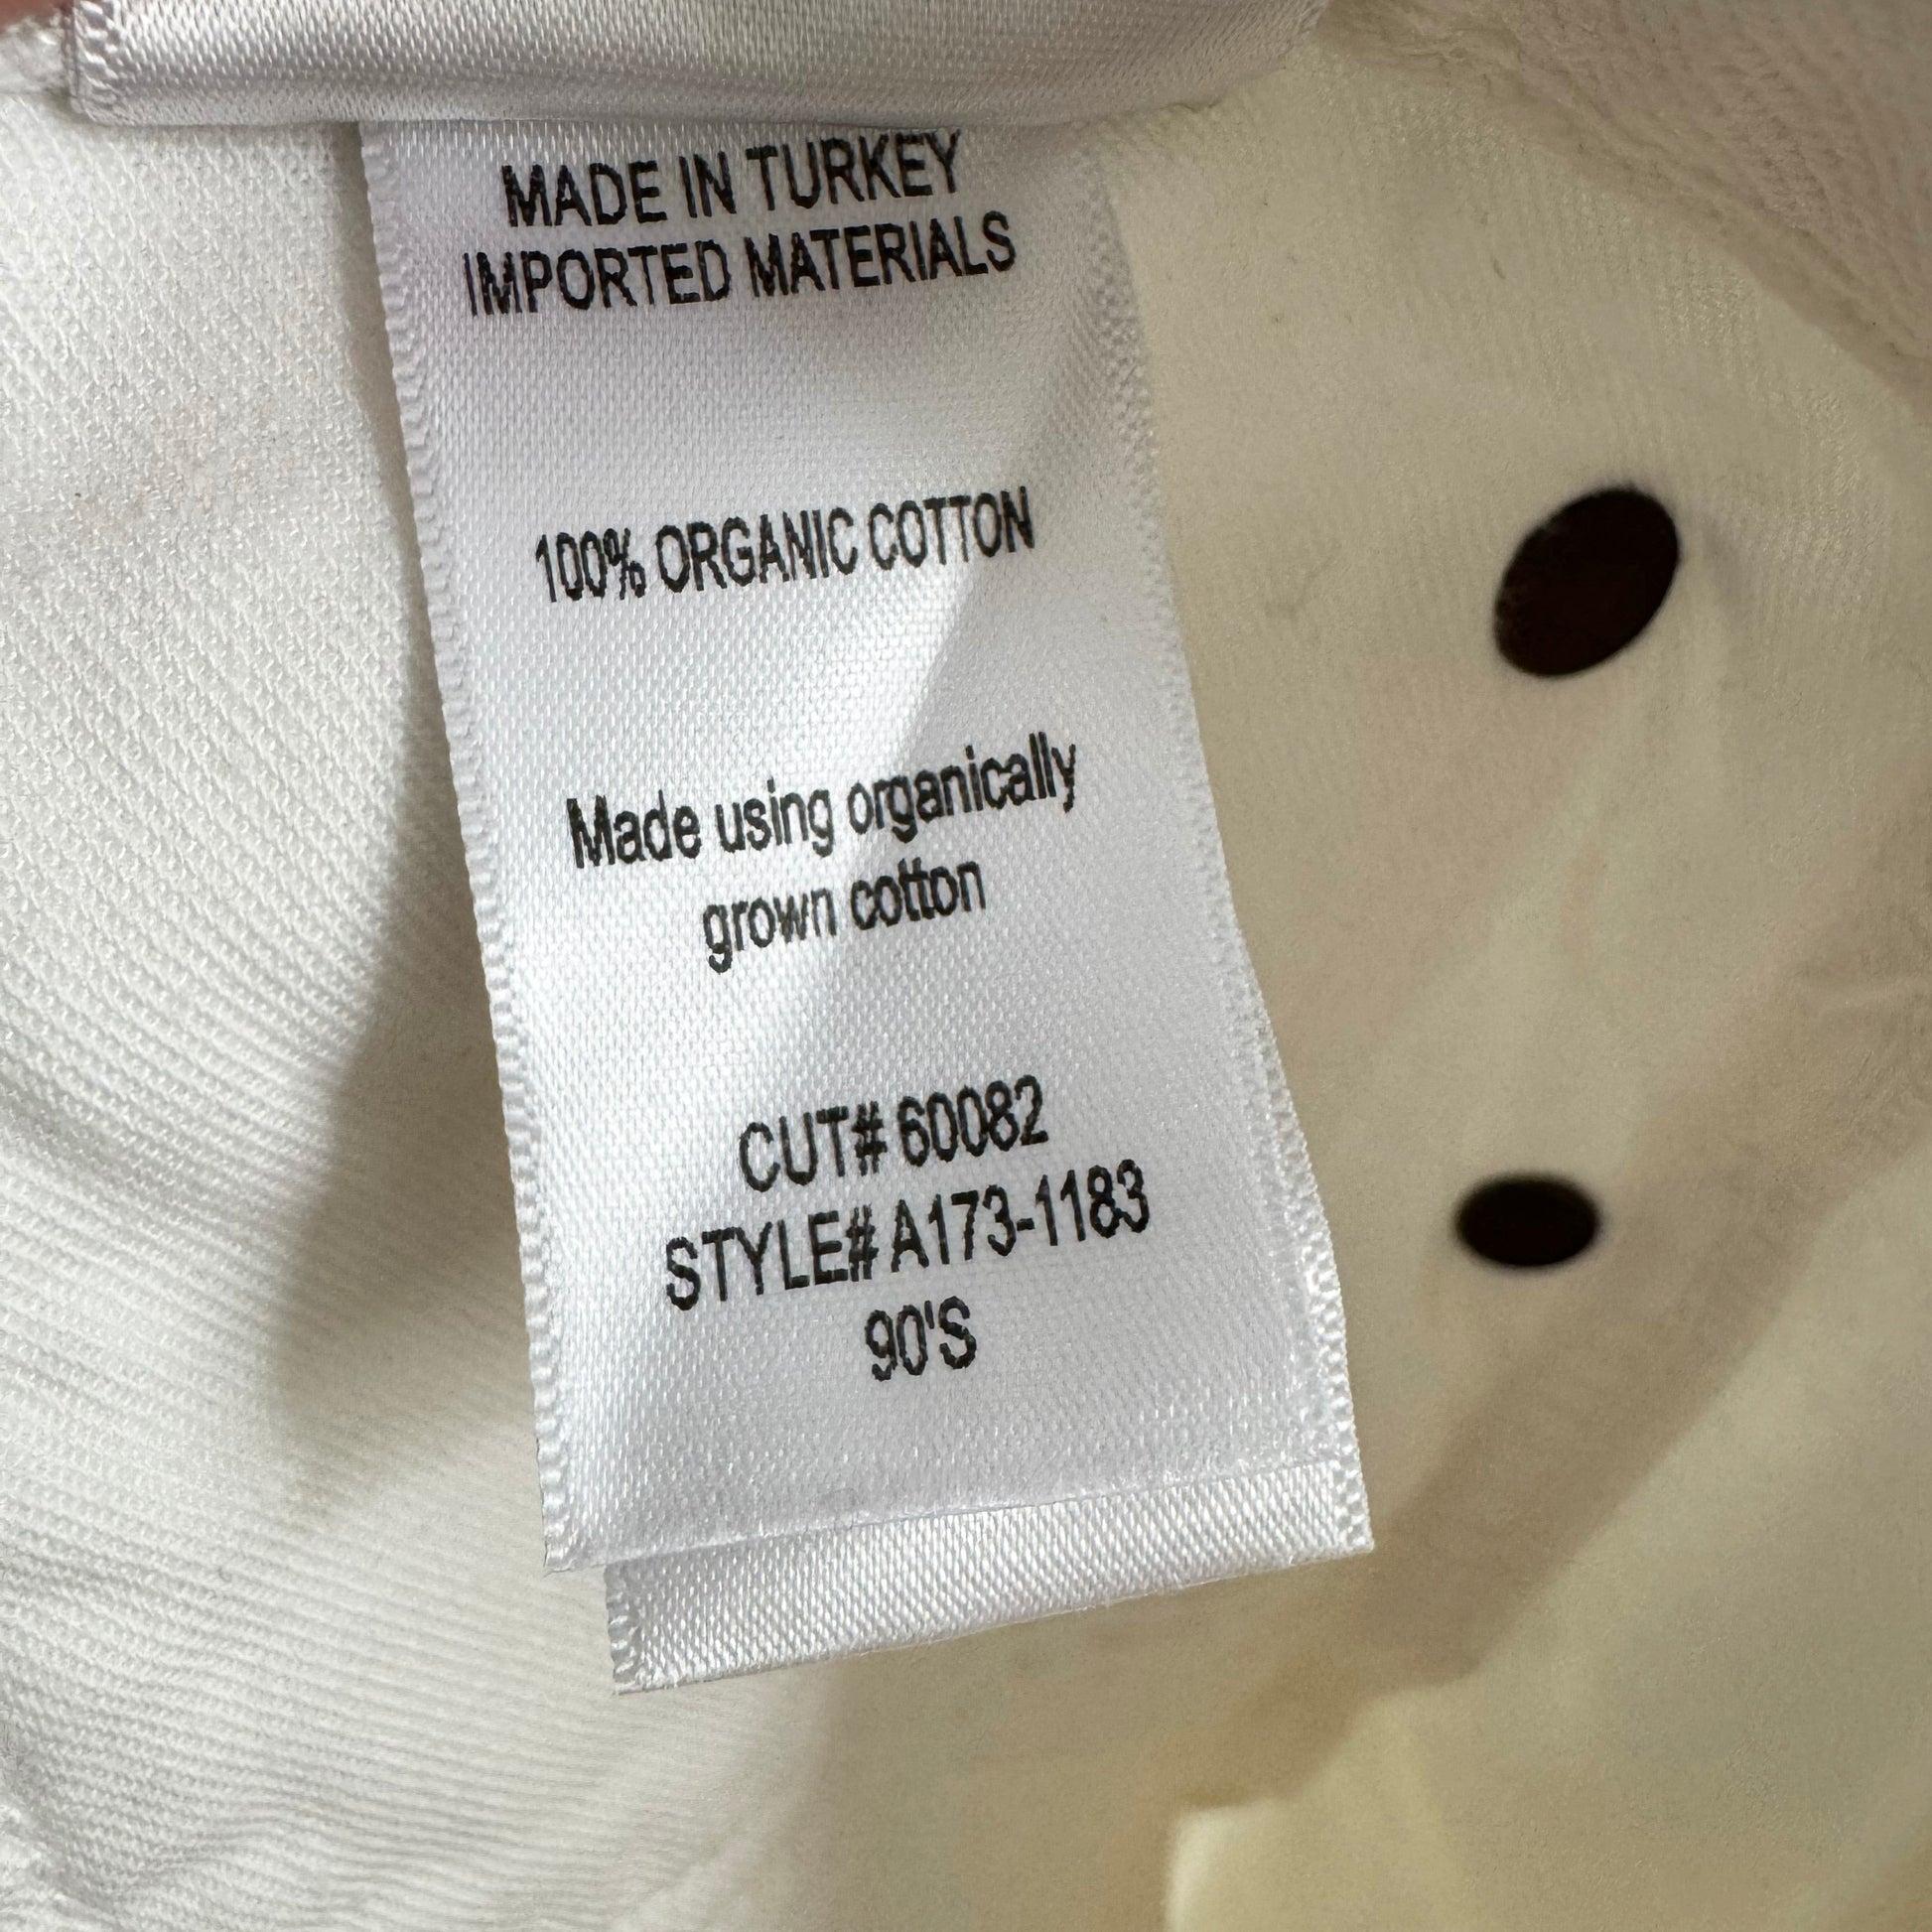 MADE IN TURKEY
IMPORTED MATERIALS
100% ORGANIC COTTON
Made using organically
grown cotton
CUT# 60082
STYLE# A173-1183
90'S